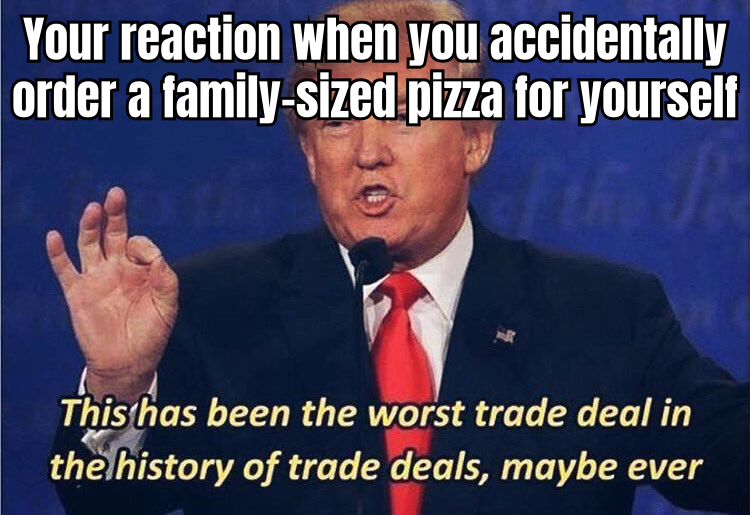 Your reaction when you accidentally
order a family-sized pizza for yourself
This has been the worst trade deal in
the history of trade deals, maybe ever